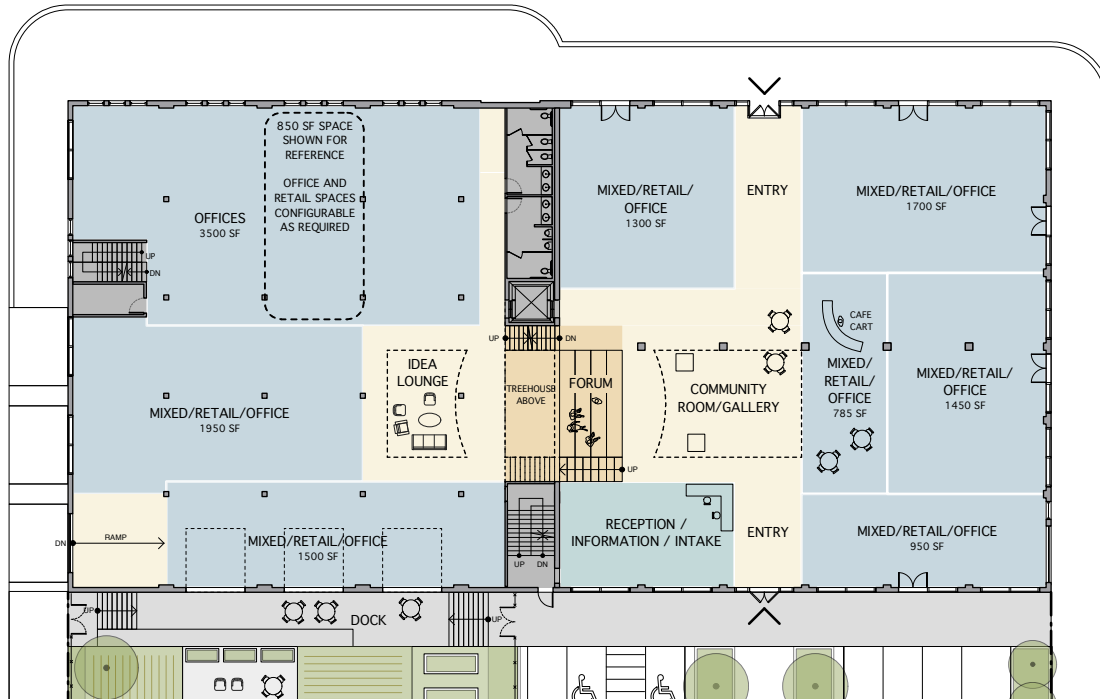 850 SF SPACE
SHOWN FOR
REFERENCE
OFFICE AND
RETAIL SPACES
CONFIGURABLE
AS REQUIRED
OFFICES
3500 SF
UP
DN
MIXED/RETAIL/
OFFICE
1300 SF
ENTRY
MIXED/RETAIL/OFFICE
1700 SF
UP
DN
IDEA
LOUNGE
TREEHOUSE
ABOVE
FORUM
COMMUNITY
ROOM/GALLERY
CAFE
CART
MIXED/
RETAIL/
OFFICE
785 SF
MIXED/RETAIL/
OFFICE
1450 SF
MIXED/RETAIL/OFFICE
1950 SF
UP
DN
RAMP
MIXED/RETAIL/OFFICE
1500 SF
UP
DN
RECEPTION /
INFORMATION / INTAKE
ENTRY
MIXED/RETAIL/OFFICE
950 SF
UP
DOCK
UP